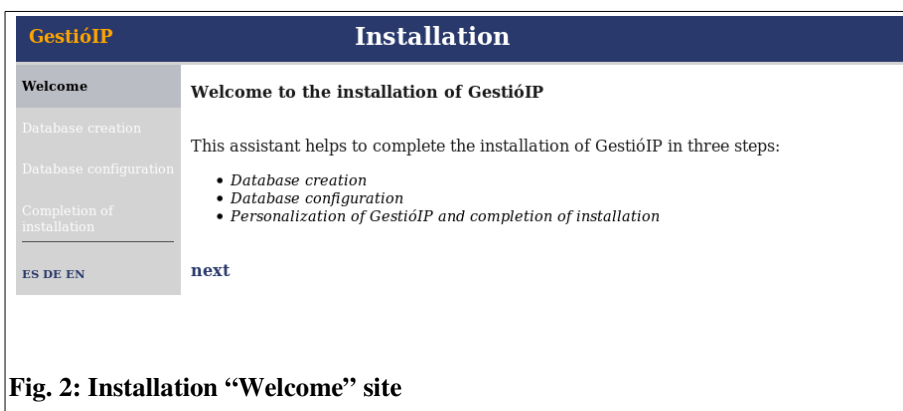 GestióIP
Installation
Welcome
Database creation
Database configuration
Completion of
installation
ES DE EN
Welcome to the installation of GestióIP
This assistant helps to complete the installation of GestióIP in three steps:
• Database creation
• Database configuration
• Personalization of GestióIP and completion of installation
next
Fig. 2: Installation “Welcome” site